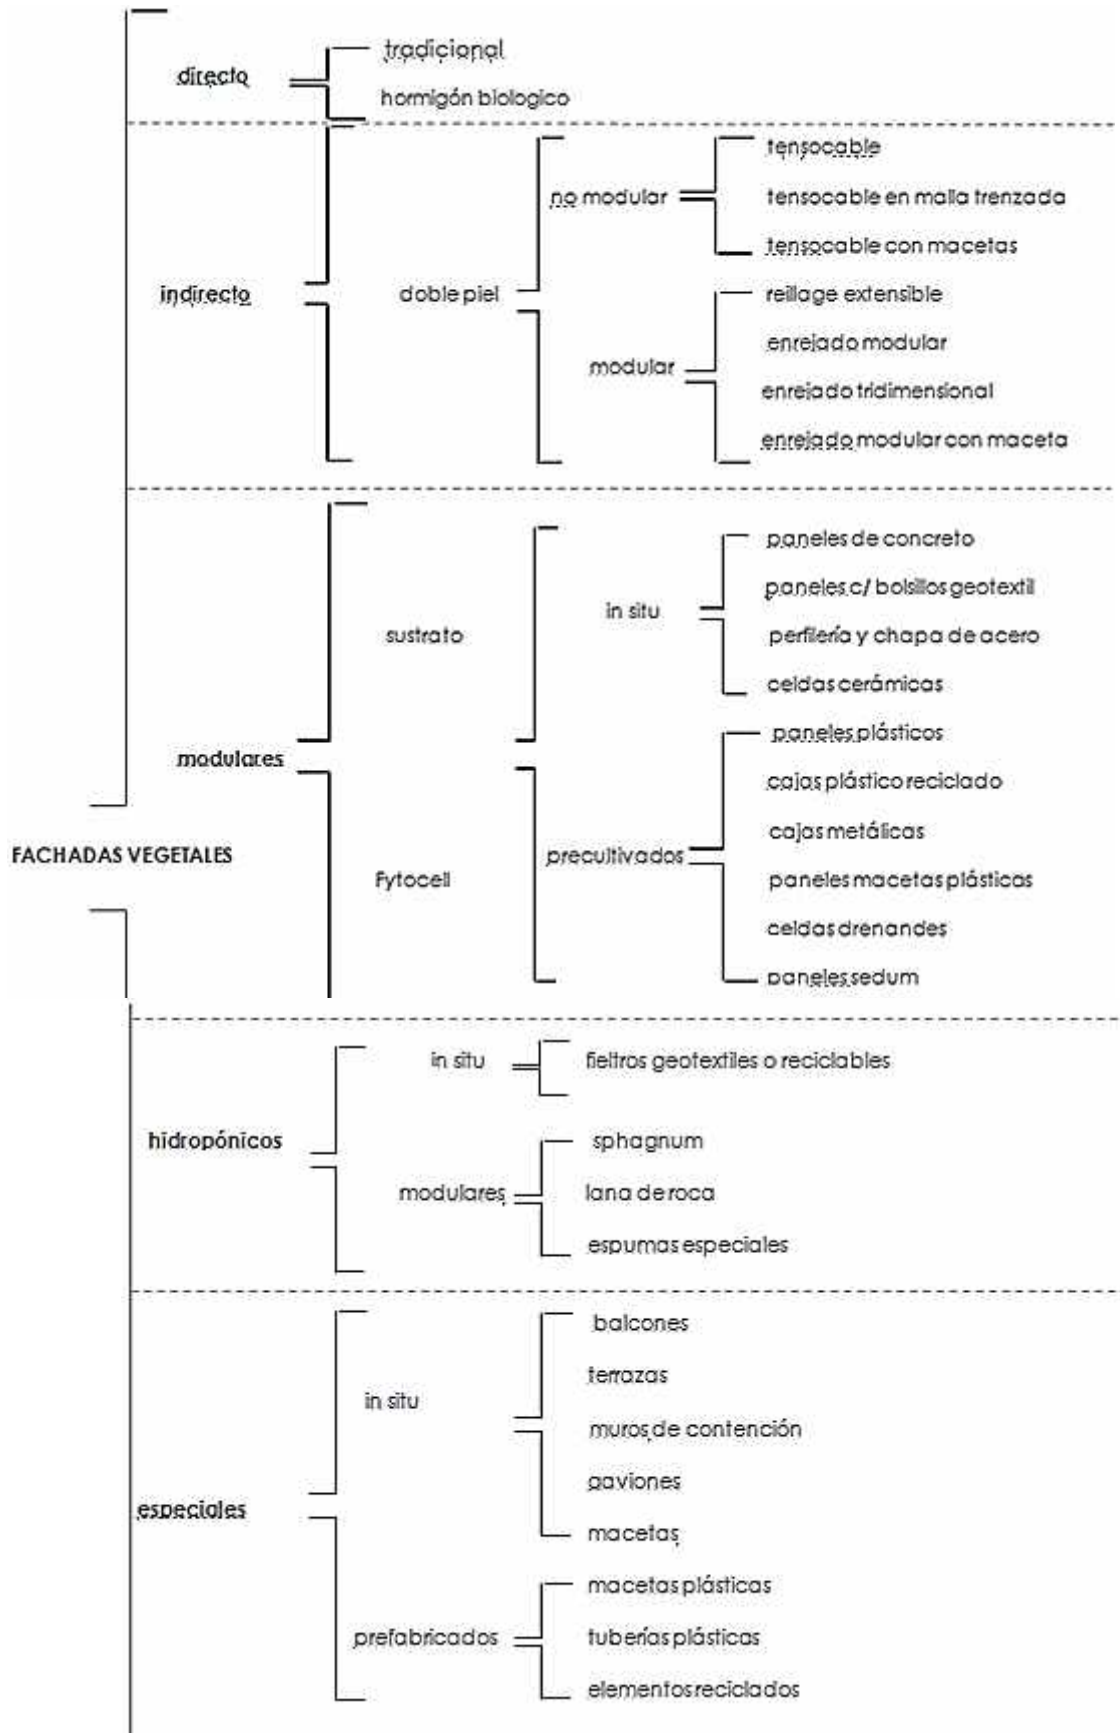 tradicional
directo
hormigón biologico
tensocable
no modular
tensocable en malla trenzada
tensocable con macetas
indirecto
doble piel
reillage extensible
enrejado modular
modular
enrejado tridimensional
enrejado modular con maceta
paneles de concreto
paneles c/ bolsillos geotextil
in situ
sustrato
perfilería y chapa de acero
celdas cerámicas
paneles plásticos
modulares
cajas plástico reciclado
cajas metálicas
FACHADAS VEGETALES
precultivados
Fytocell
paneles macetas plásticas
celdas drenandes
paneles sedum
in situ
fieltros geotextiles o reciclables
hidropónicos
sphagnum
modulares
lana de roca
espumas especiales
balcones
terrazas
in situ
muros de contención
gaviones
especiales
macetas
macetas plásticas
prefabricados
tuberías plásticas
elementos reciclados